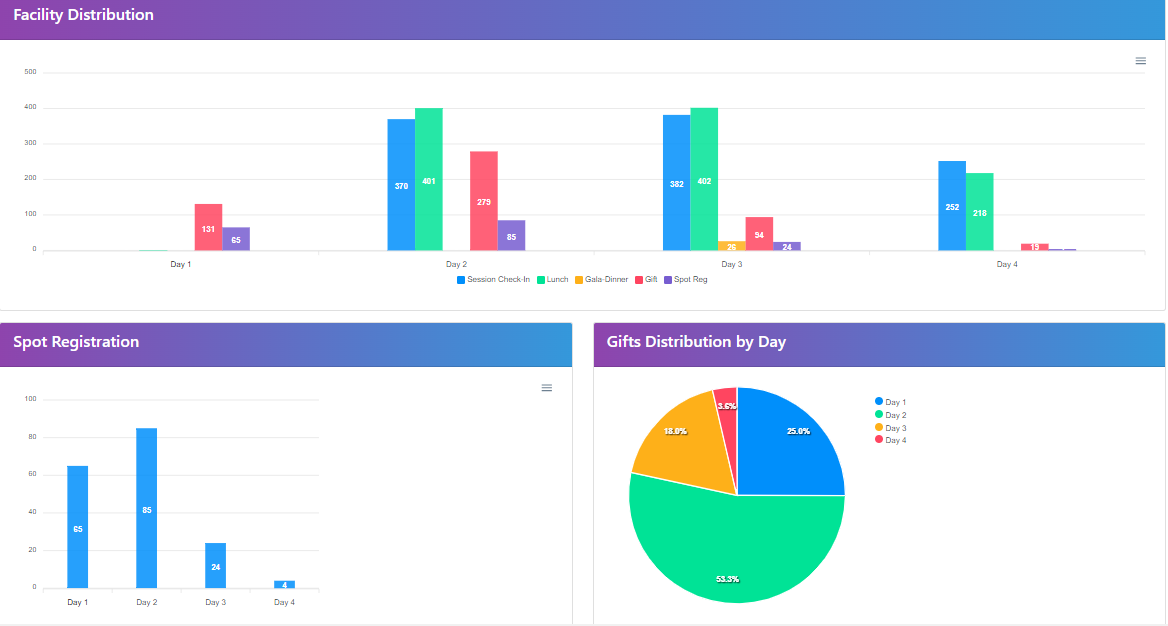 Facility Distribution
500
400
300
200
100
0
370
401
279
85
131
65
382
402
26
94
24
252
218
19
Day 1
Day 2
Day 3
Day 4
Session Check-In
Lunch
Gala-Dinner
Gift
Spot Reg
Spot Registration
100
80
60
40
20
0
65
85
24
4
Day 1
Day 2
Day 3
Day 4
Gifts Distribution by Day
3.6%
18.0%
25.0%
53.3%
Day 1
Day 2
Day 3
Day 4